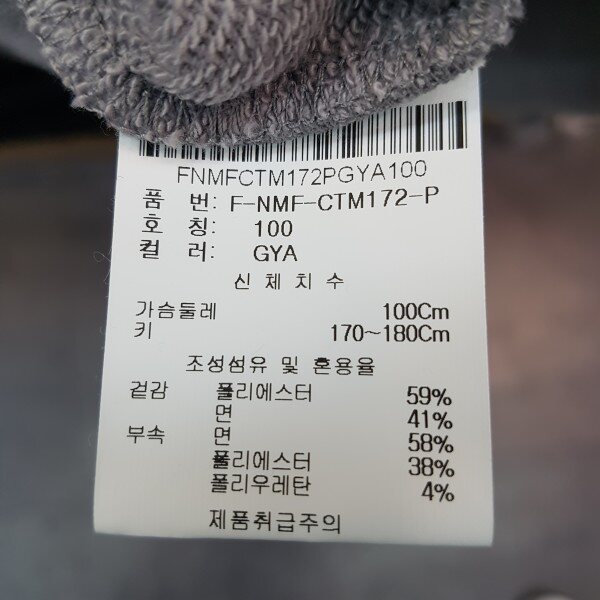 FNMFCTM172PGYA100
품 번: F-NMF-CTM172-P
호 칭: 100
컬 러: GYA
신 체 치 수
가슴둘레 100Cm
키 170~180Cm
조성섬유 및 혼용율
겉감 폴리에스터 59%
면 41%
부속 면 58%
폴리에스터 38%
폴리우레탄 4%
제품취급주의